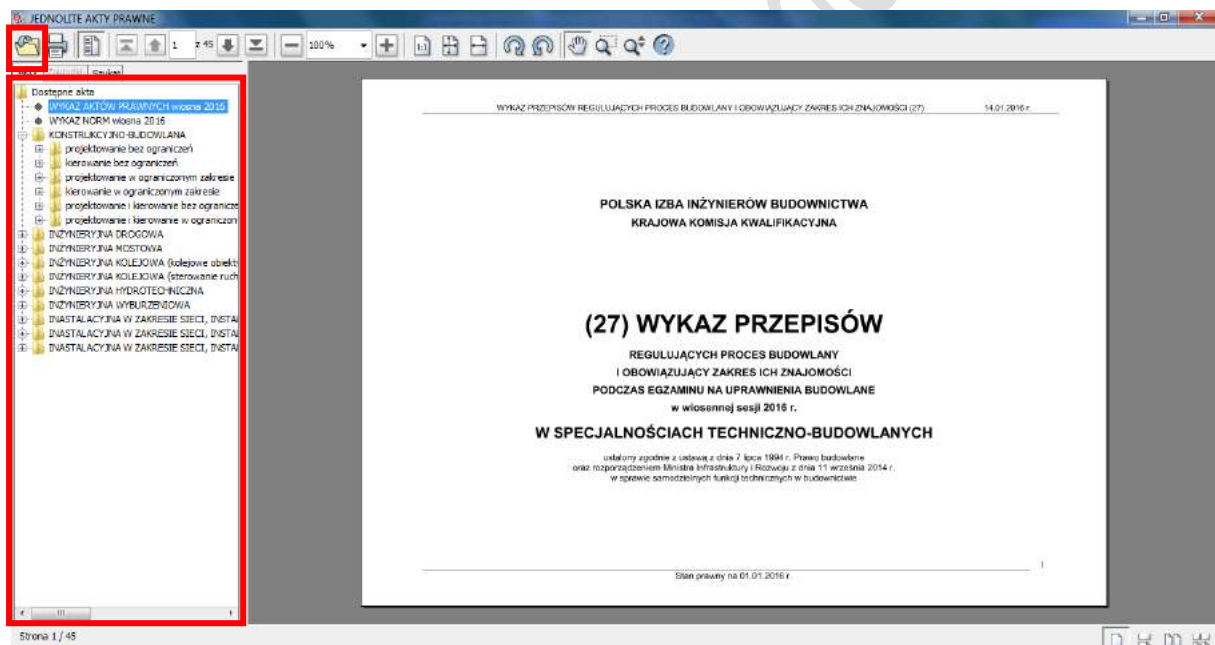 JEDNOLITE AKTY PRAWNE
1 z 45 100%
Szukaj
Dostępne akta
WYKAZ AKTÓW PRAWNYCH wiosna 2016
WYKAZ NORM wiosna 2016
KONSTRUKCYJNO-BUDOWLANA
projektowanie bez ograniczeń
kierowanie bez ograniczeń
projektowanie w ograniczonym zakresie
kierowanie w ograniczonym zakresie
projektowanie i kierowanie bez ogranicze
projektowanie i kierowanie w ograniczon
INŻYNIERYJNA DROGOWA
INŻYNIERYJNA MOSTOWA
INŻYNIERYJNA KOLEJOWA (kolejowe obiekt
INŻYNIERYJNA KOLEJOWA (sterowanie ruch
INŻYNIERYJNA HYDROTECHNICZNA
INŻYNIERYJNA WYBURZENIOWA
INASTALACYJNA W ZAKRESIE SIECI, INSTAL
INASTALACYJNA W ZAKRESIE SIECI, INSTAL
INASTALACYJNA W ZAKRESIE SIECI, INSTAL
WYKAZ PRZEPISÓW REGULUJĄCYCH PROCES BUDOWLANY I OBOWIĄZUJĄCY ZAKRES ICH ZNAJOMOŚCI (27) 14.01.2016 r.
POLSKA IZBA INŻYNIERÓW BUDOWNICTWA
KRAJOWA KOMISJA KWALIFIKACYJNA
(27) WYKAZ PRZEPISÓW
REGULUJĄCYCH PROCES BUDOWLANY
I OBOWIĄZUJĄCY ZAKRES ICH ZNAJOMOŚCI
PODCZAS EGZAMINU NA UPRAWNIENIA BUDOWLANE
w wiosennej sesji 2016 r.
W SPECJALNOŚCIACH TECHNICZNO-BUDOWLANYCH
ustalony zgodnie z ustawą z dnia 7 lipca 1994 r. Prawo budowlane
oraz rozporządzeniem Ministra Infrastruktury i Rozwoju z dnia 11 września 2014 r.
w sprawie samodzielnych funkcji technicznych w budownictwie
1
Stan prawny na 01.01.2016 r.
Strona 1 / 45